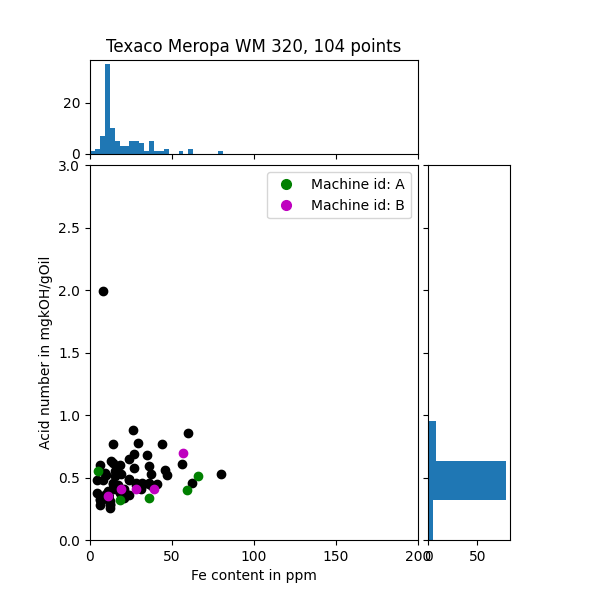 Texaco Meropa WM 320, 104 points
20
0
3.0
2.5
2.0
1.5
1.0
0.5
0.0
Acid number in mgkOH/gOil
Machine id: A
Machine id: B
0 50 100 150 200
0 50
Fe content in ppm